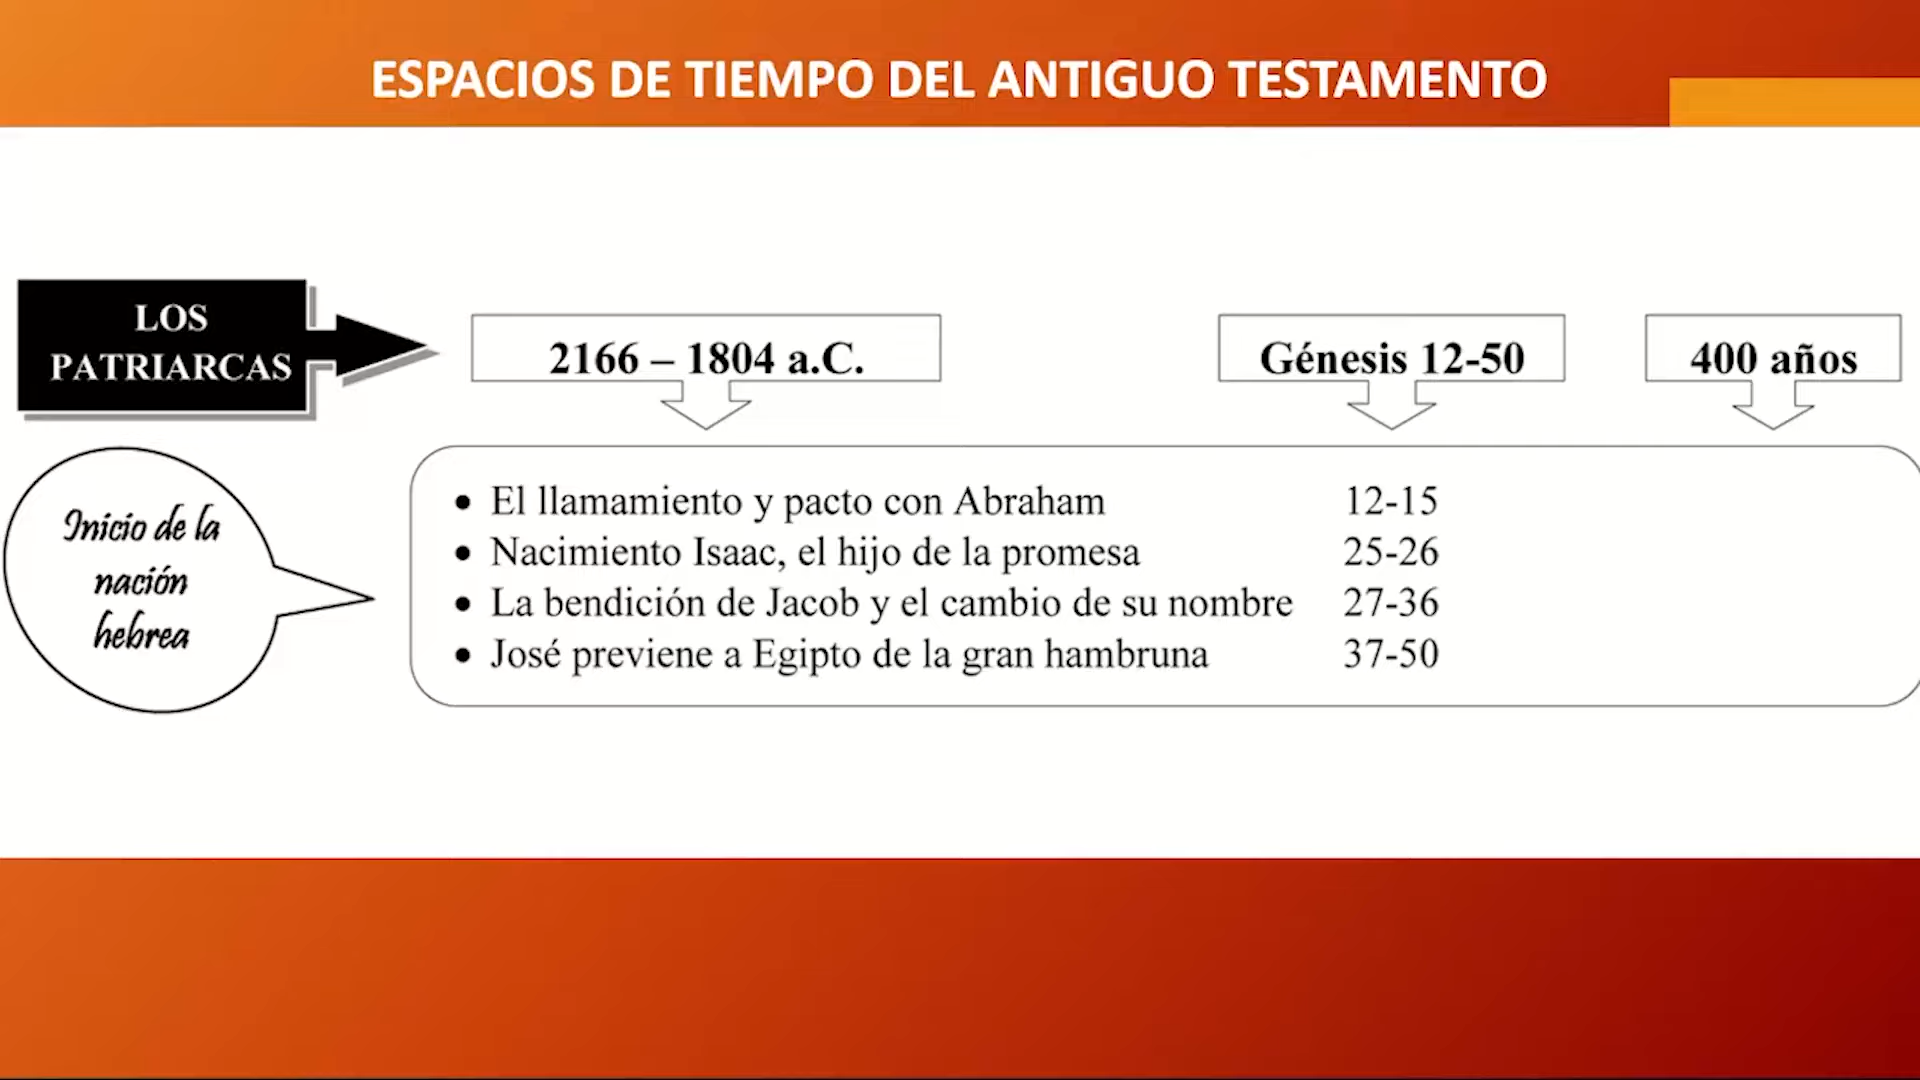 ESPACIOS DE TIEMPO DEL ANTIGUO TESTAMENTO
LOS
PATRIARCAS
2166 – 1804 a.C.
Génesis 12-50
400 años
Inicio de la
nación
hebrea
• El llamamiento y pacto con Abraham 12-15
• Nacimiento Isaac, el hijo de la promesa 25-26
• La bendición de Jacob y el cambio de su nombre 27-36
• José previene a Egipto de la gran hambruna 37-50